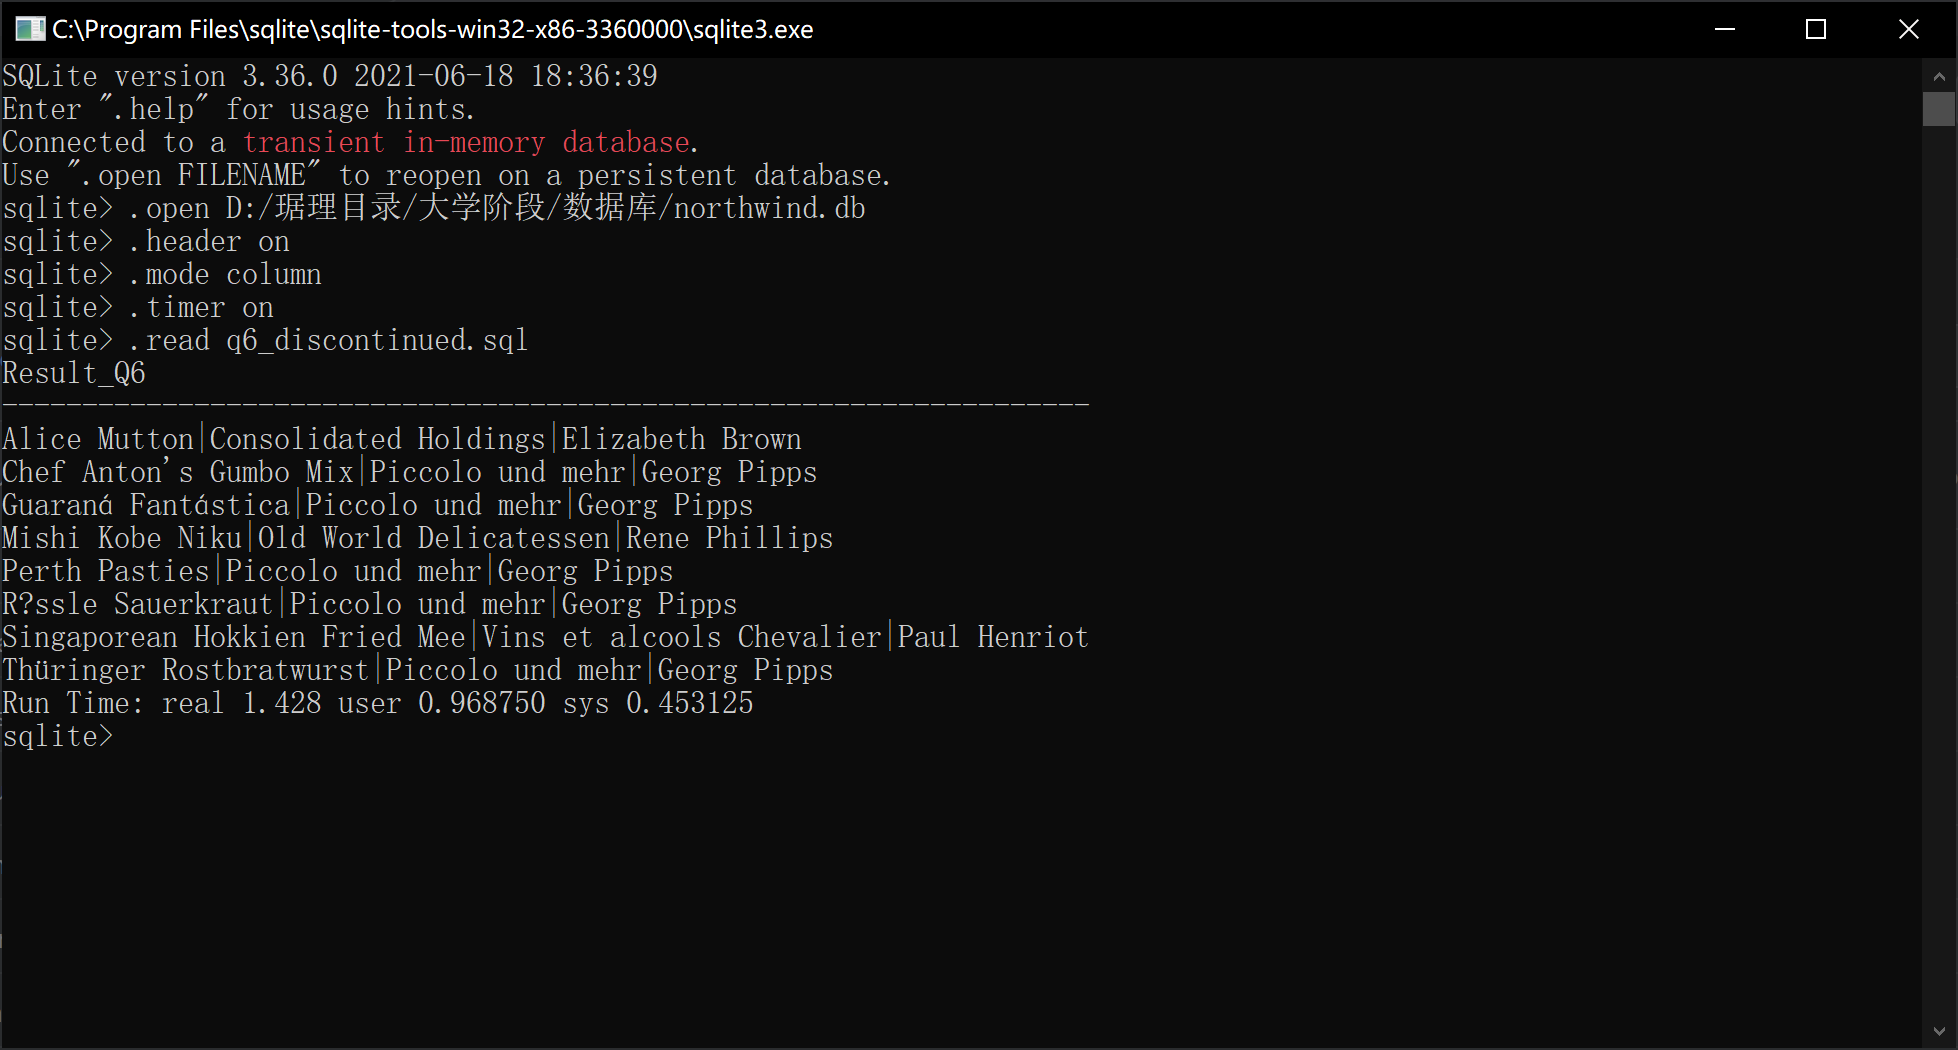 C:\Program Files\sqlite\sqlite-tools-win32-x86-3360000\sqlite3.exe
SQLite version 3.36.0 2021-06-18 18:36:39
Enter ".help" for usage hints.
Connected to a transient in-memory database.
Use ".open FILENAME" to reopen on a persistent database.
sqlite> .open D:/琚理目录/大学阶段/数据库/northwind.db
sqlite> .header on
sqlite> .mode column
sqlite> .timer on
sqlite> .read q6_discontinued.sql
Result_Q6
--------------------------------------------------------------------
Alice Mutton|Consolidated Holdings|Elizabeth Brown
Chef Anton's Gumbo Mix|Piccolo und mehr|Georg Pipps
Guaraná Fantástica|Piccolo und mehr|Georg Pipps
Mishi Kobe Niku|Old World Delicatessen|Rene Phillips
Perth Pasties|Piccolo und mehr|Georg Pipps
R?ssle Sauerkraut|Piccolo und mehr|Georg Pipps
Singaporean Hokkien Fried Mee|Vins et alcools Chevalier|Paul Henriot
Thüringer Rostbratwurst|Piccolo und mehr|Georg Pipps
Run Time: real 1.428 user 0.968750 sys 0.453125
sqlite>